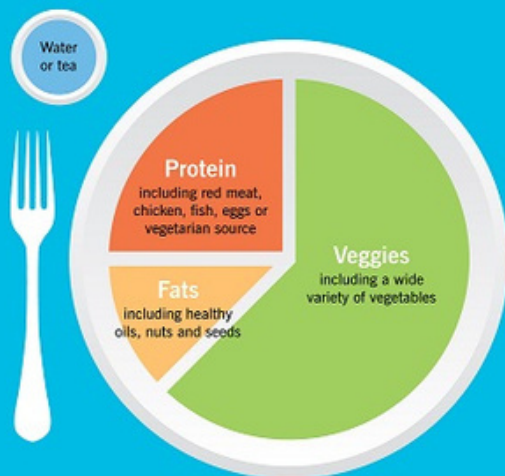 Water
or tea
Protein
including red meat,
chicken, fish, eggs or
vegetarian source
Veggies
including a wide
variety of vegetables
Fats
including healthy
oils, nuts and seeds